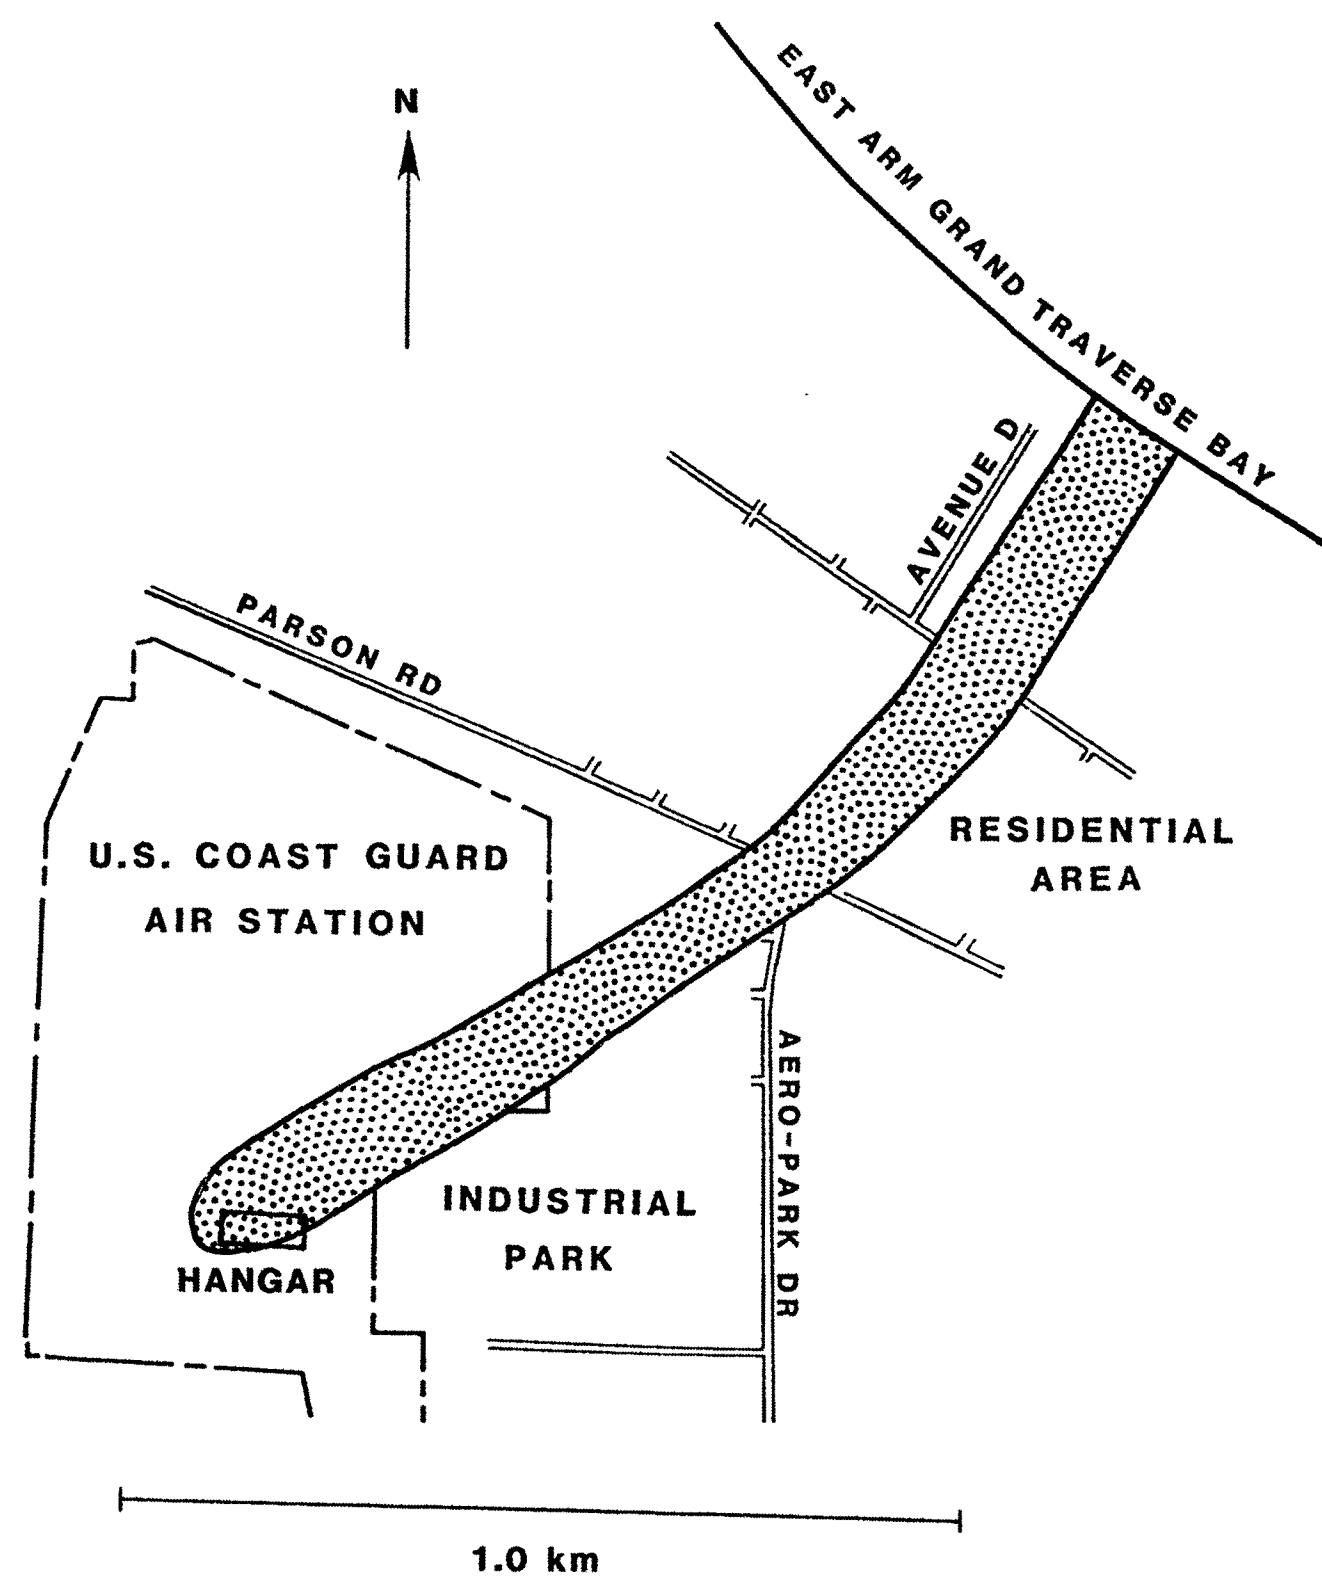 N
EAST ARM GRAND TRAVERSE BAY
AVENUE D
PARSON RD
RESIDENTIAL
AREA
U.S. COAST GUARD
AIR STATION
AERO-PARK DR
INDUSTRIAL
PARK
HANGAR
1.0 km